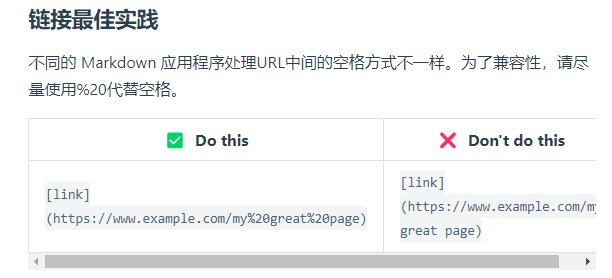 链接最佳实践
不同的 Markdown 应用程序处理URL中间的空格方式不一样。为了兼容性，请尽
量使用%20代替空格。
✅ Do this ❌ Don't do this
[link]
(https://www.example.com/my%20great%20page)
[link]
(https://www.example.com/my
great page)